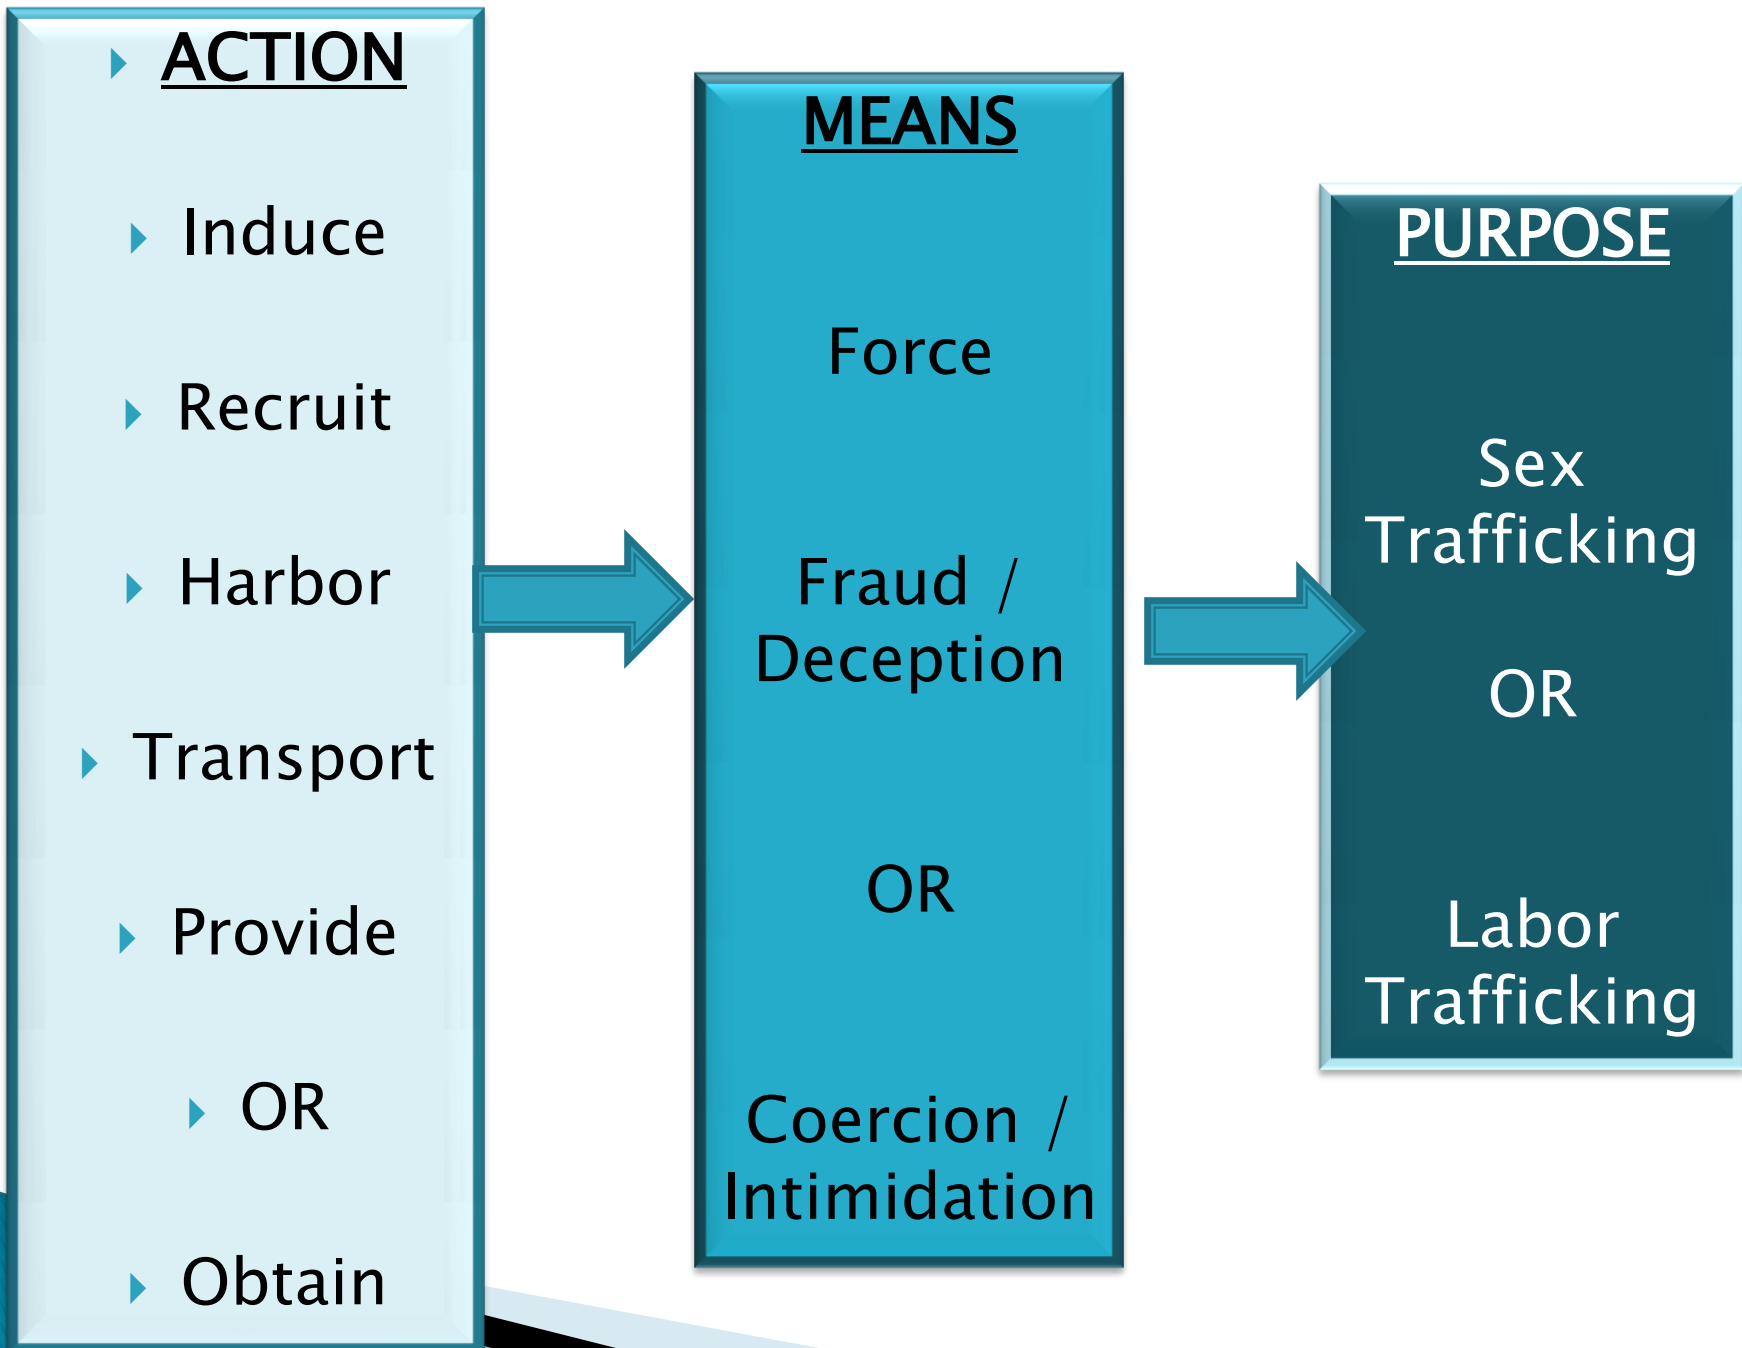 ACTION
Induce
Recruit
Harbor
Transport
Provide
OR
Obtain
MEANS
Force
Fraud /
Deception
OR
Coercion /
Intimidation
PURPOSE
Sex
Trafficking
OR
Labor
Trafficking